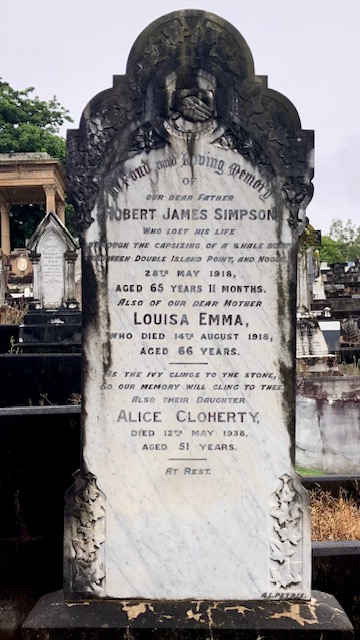 In Fond and Loving Memory
OF
OUR DEAR FATHER
ROBERT JAMES SIMPSON
WHO LOST HIS LIFE
THROUGH THE CAPSIZING OF A WHALE BOAT
BETWEEN DOUBLE ISLAND POINT, AND NOOSA
28TH MAY 1918,
AGED 65 YEARS 11 MONTHS.
ALSO OF OUR DEAR MOTHER
LOUISA EMMA,
WHO DIED 14TH AUGUST 1918,
AGED 66 YEARS.
AS THE IVY CLINGS TO THE STONE,
SO OUR MEMORY WILL CLING TO THEE.
ALSO THEIR DAUGHTER
ALICE CLOHERTY,
DIED 12TH MAY 1938,
AGED 51 YEARS.
AT REST.
A.L. PETRIE.